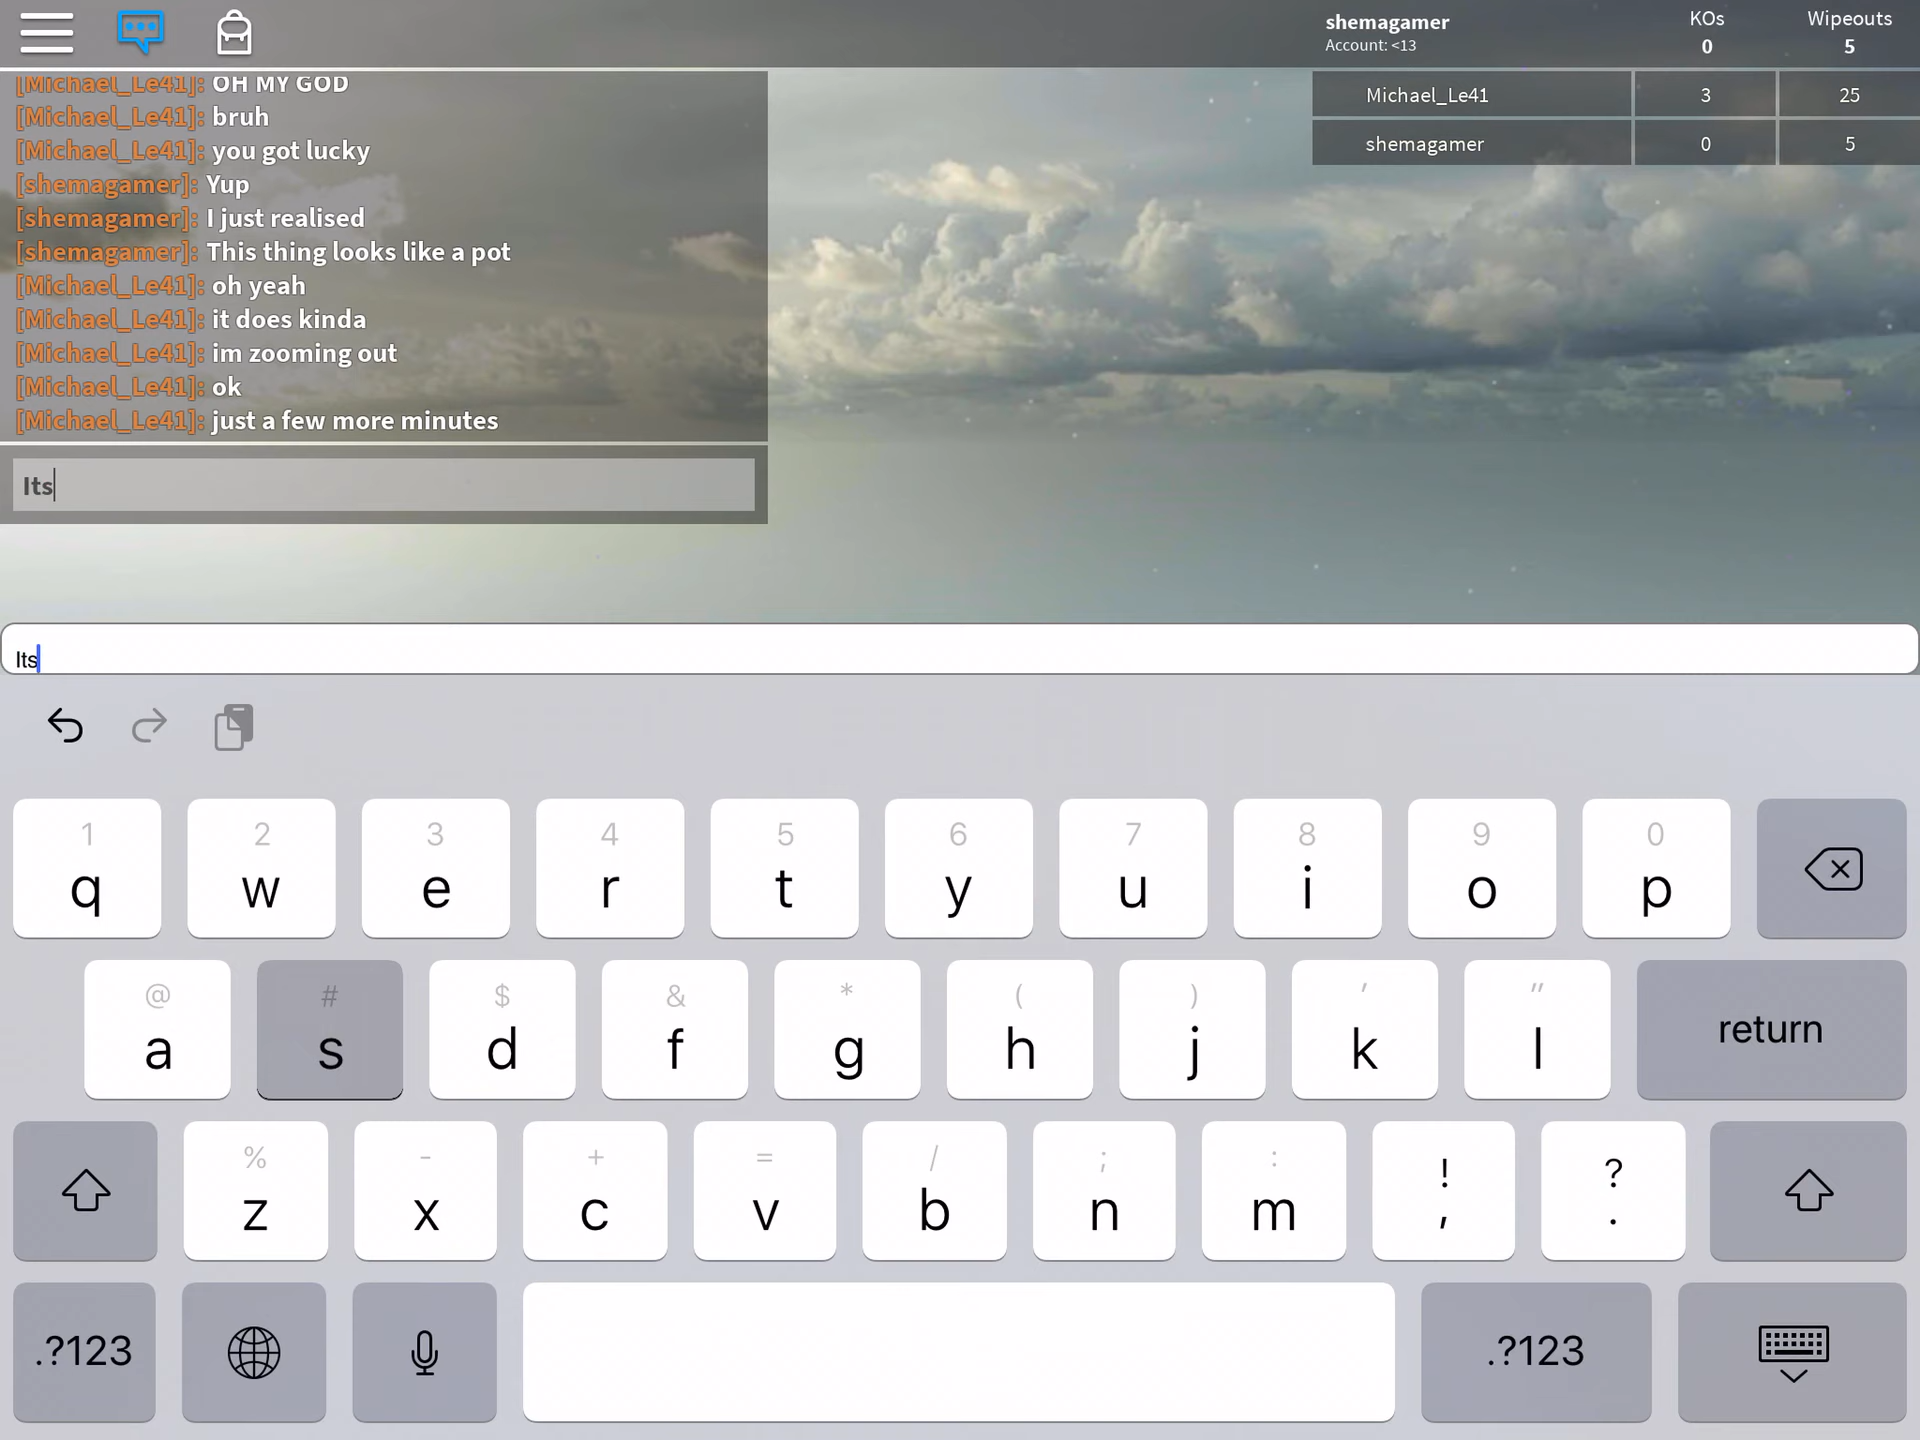 shemagamer
Account: <13
KOs
0
Wipeouts
5
Michael_Le41 3 25
shemagamer 0 5
[Michael_Le41]: OH MY GOD
[Michael_Le41]: bruh
[Michael_Le41]: you got lucky
[shemagamer]: Yup
[shemagamer]: I just realised
[shemagamer]: This thing looks like a pot
[Michael_Le41]: oh yeah
[Michael_Le41]: it does kinda
[Michael_Le41]: im zooming out
[Michael_Le41]: ok
[Michael_Le41]: just a few more minutes
Its
Its
1 2 3 4 5 6 7 8 9 0
q w e r t y u i o p
@ # $ & * ( ) ' "
a s d f g h j k l return
% - + = / ; : ! ?
z x c v b n m , .
.?123 .?123